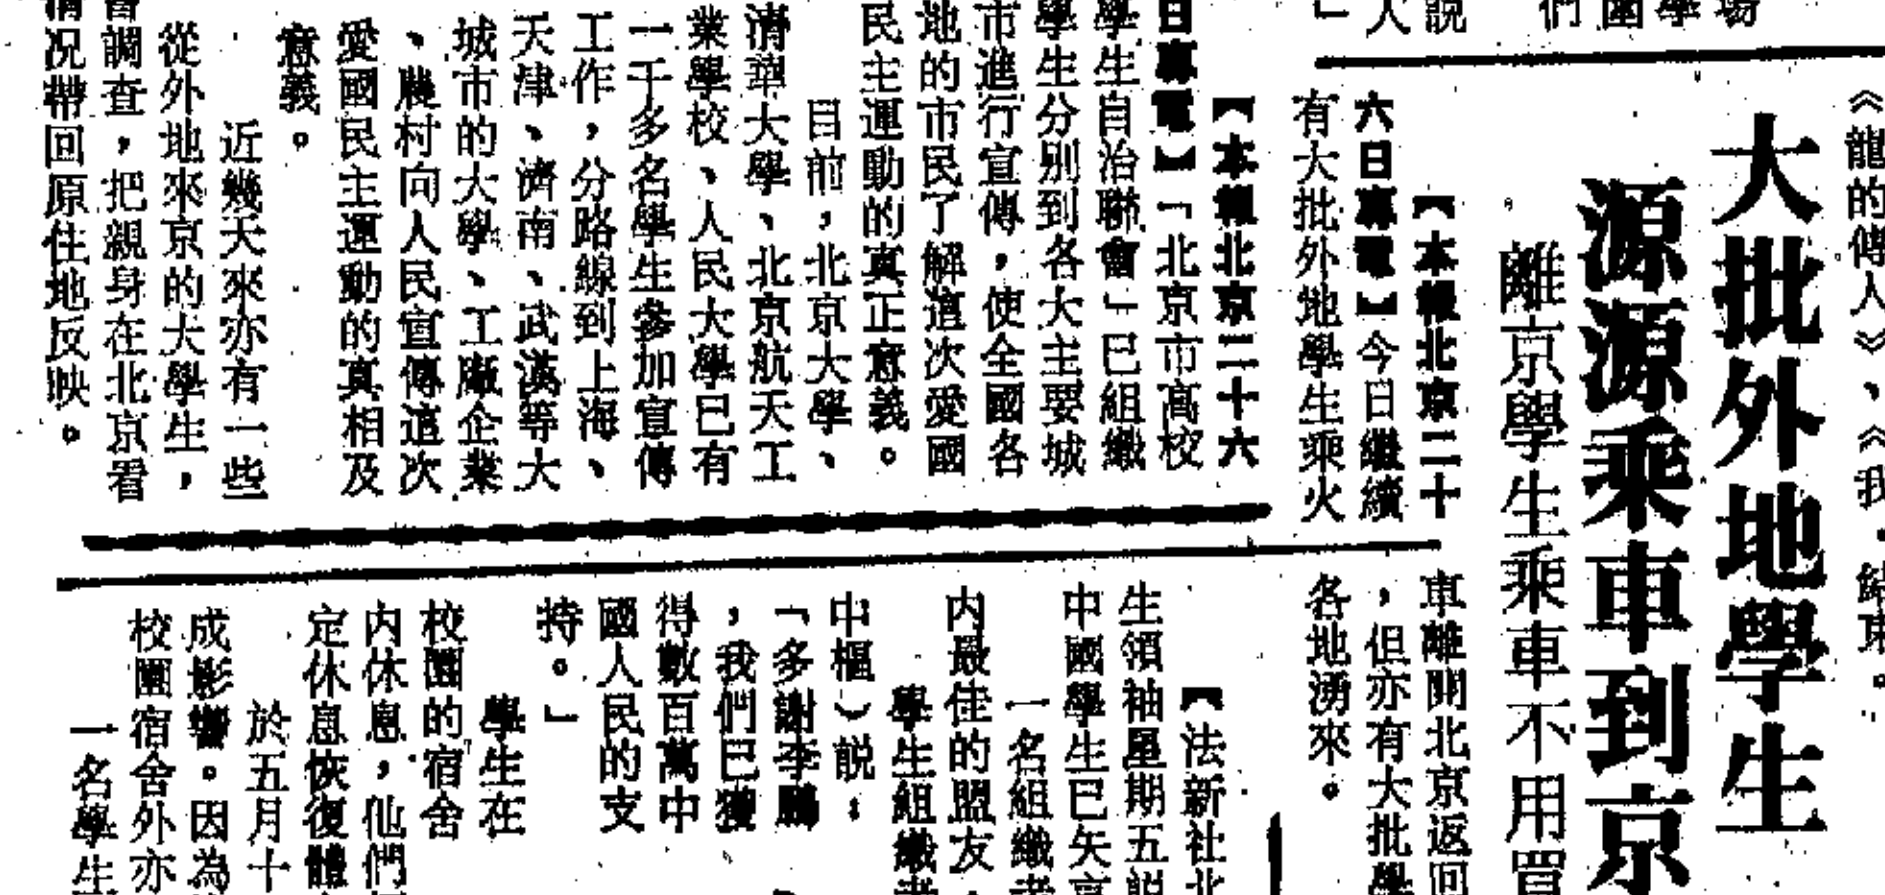 場
學
園
們
說
人
《龍的傳人》、《我
大批外地學生
源源乘車到京
離京學生乘車不用買
【本報北京二十
六日專電】今日繼續
有大批外地學生乘火
車離開北京返回
，但亦有大批學
各地湧來。
【本報北京二十六
日專電】「北京市高校
學生自治聯會」已組織
學生分別到各大主要城
市進行宣傳，使全國各
地的市民了解這次愛國
民主運動的真正意義。
目前，北京大學、
清華大學、北京航天工
業學校、人民大學已有
一千多名學生參加宣傳
工作，分路線到上海、
天津、濟南、武漢等大
城市的大學、工廠企業
、農村向人民宣傳這次
愛國民主運動的真相及
意義。
近幾天來亦有一些
從外地來京的大學生，
調查，把親身在北京看
情况帶回原住地反映。
【法新社北
生領袖星期五說
中國學生已矢
一名組織者
內最佳的盟友
學生組織者
中樞）說：
「多謝李鵬
，我們已獲
得數百萬中
國人民的支
持。」
學生在
校園的宿舍
內休息，他們
定休息恢復體
於五月十
成影響。因為
校園宿舍外亦
一名學生